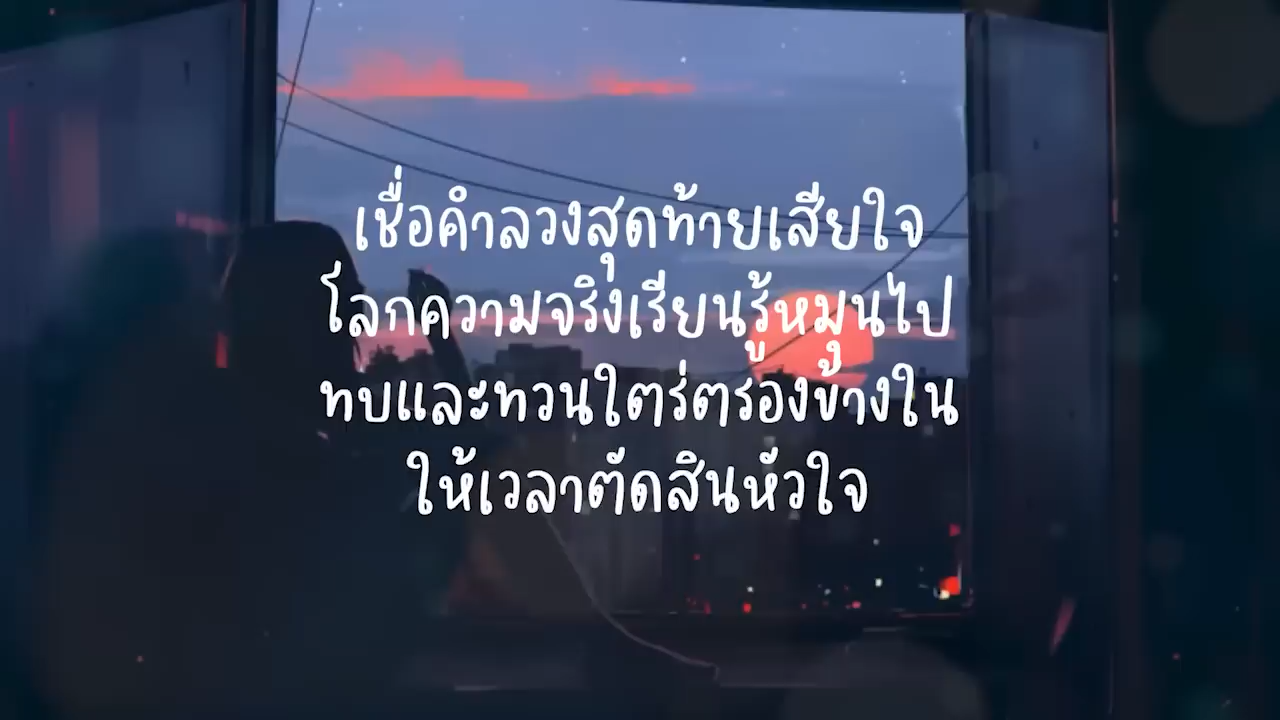 เชื่อคำลวงสุดท้ายเสียใจ
โลกความจริงเรียนรู้หมุนไป
ทบและทวนใตร่ตรองข้างใน
ให้เวลาตัดสินหัวใจ